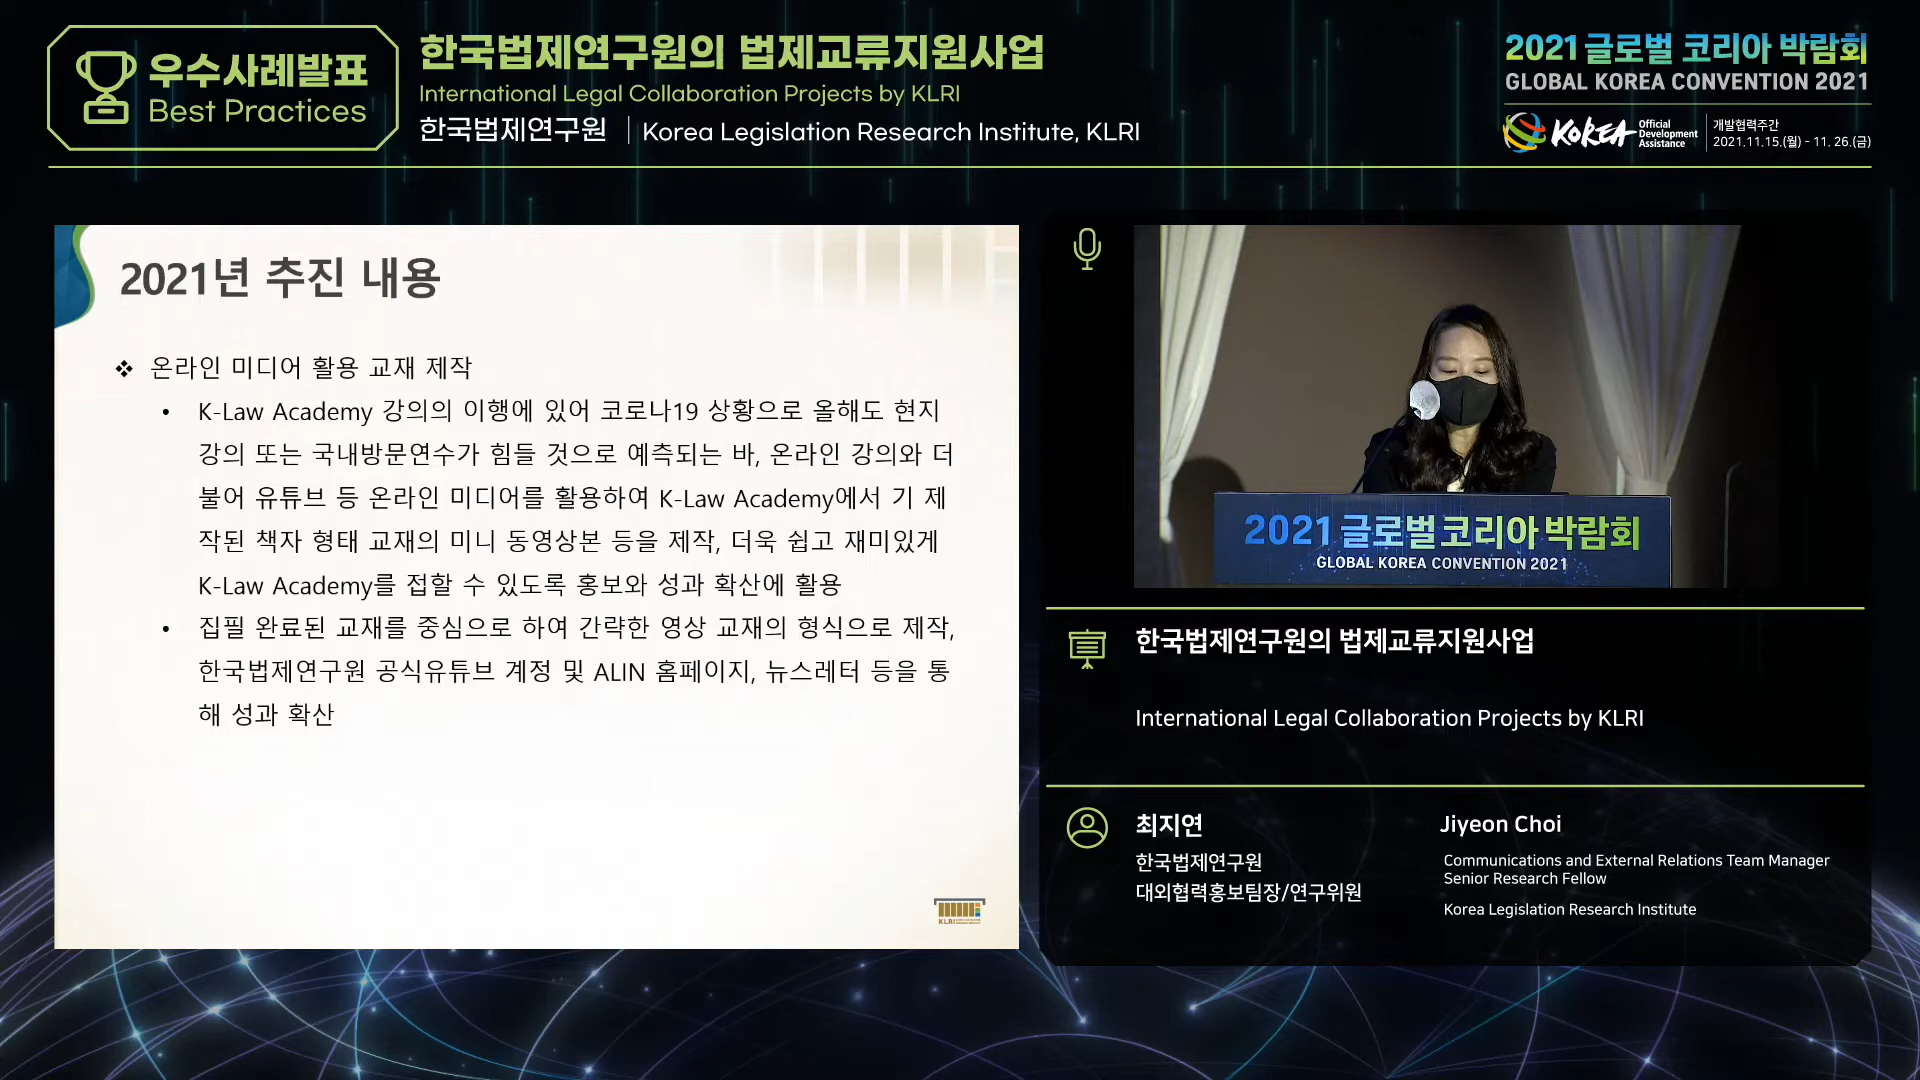 우수사례발표
Best Practices
한국법제연구원의 법제교류지원사업
International Legal Collaboration Projects by KLRI
한국법제연구원 | Korea Legislation Research Institute, KLRI
2021 글로벌 코리아 박람회
GLOBAL KOREA CONVENTION 2021
KOREA
Official
Development
Assistance
개발협력주간
2021.11.15.(월) - 11. 26.(금)
2021년 추진 내용
❖ 온라인 미디어 활용 교재 제작
• K-Law Academy 강의의 이행에 있어 코로나19 상황으로 올해도 현지
강의 또는 국내방문연수가 힘들 것으로 예측되는 바, 온라인 강의와 더
불어 유튜브 등 온라인 미디어를 활용하여 K-Law Academy에서 기 제
작된 책자 형태 교재의 미니 동영상본 등을 제작, 더욱 쉽고 재미있게
K-Law Academy를 접할 수 있도록 홍보와 성과 확산에 활용
• 집필 완료된 교재를 중심으로 하여 간략한 영상 교재의 형식으로 제작,
한국법제연구원 공식유튜브 계정 및 ALIN 홈페이지, 뉴스레터 등을 통
해 성과 확산
KLRI
2021 글로벌 코리아 박람회
GLOBAL KOREA CONVENTION 2021
한국법제연구원의 법제교류지원사업
International Legal Collaboration Projects by KLRI
최지연
한국법제연구원
대외협력홍보팀장/연구위원
Jiyeon Choi
Communications and External Relations Team Manager
Senior Research Fellow
Korea Legislation Research Institute